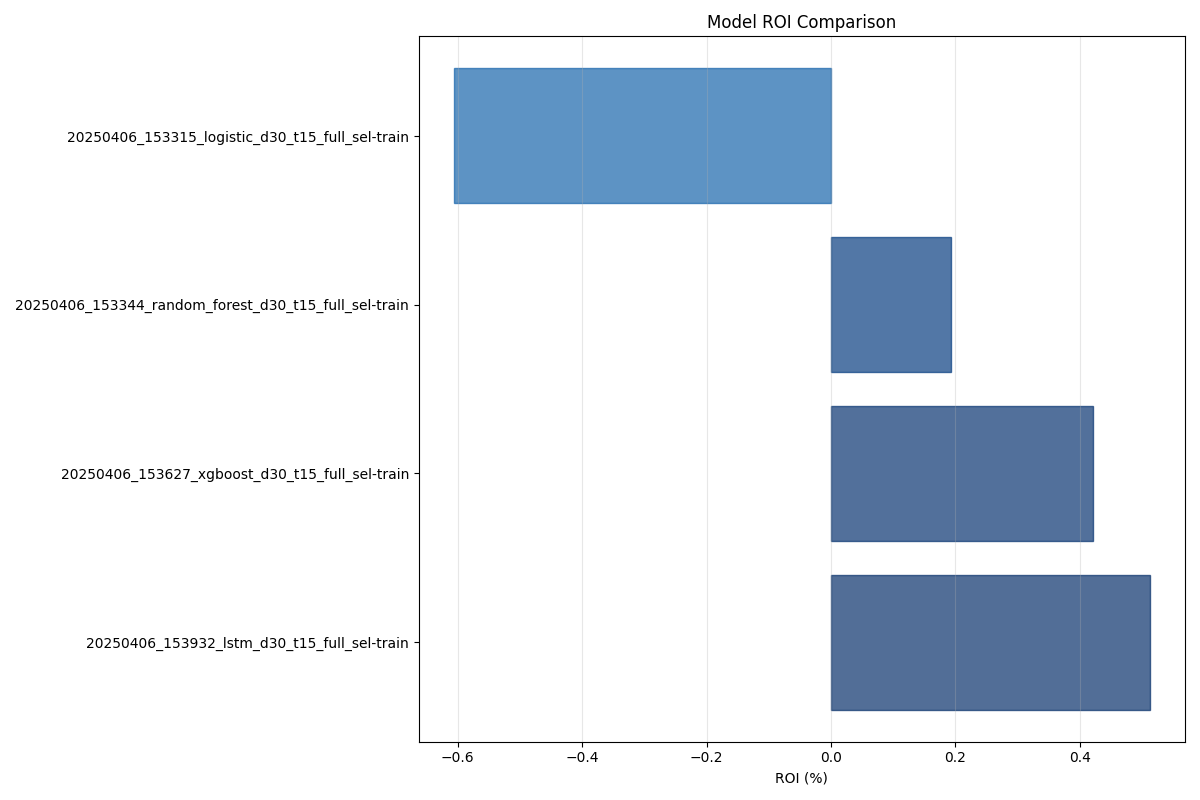 Model ROI Comparison
20250406_153315_logistic_d30_t15_full_sel-train
20250406_153344_random_forest_d30_t15_full_sel-train
20250406_153627_xgboost_d30_t15_full_sel-train
20250406_153932_lstm_d30_t15_full_sel-train
−0.6 −0.4 −0.2 0.0 0.2 0.4
ROI (%)